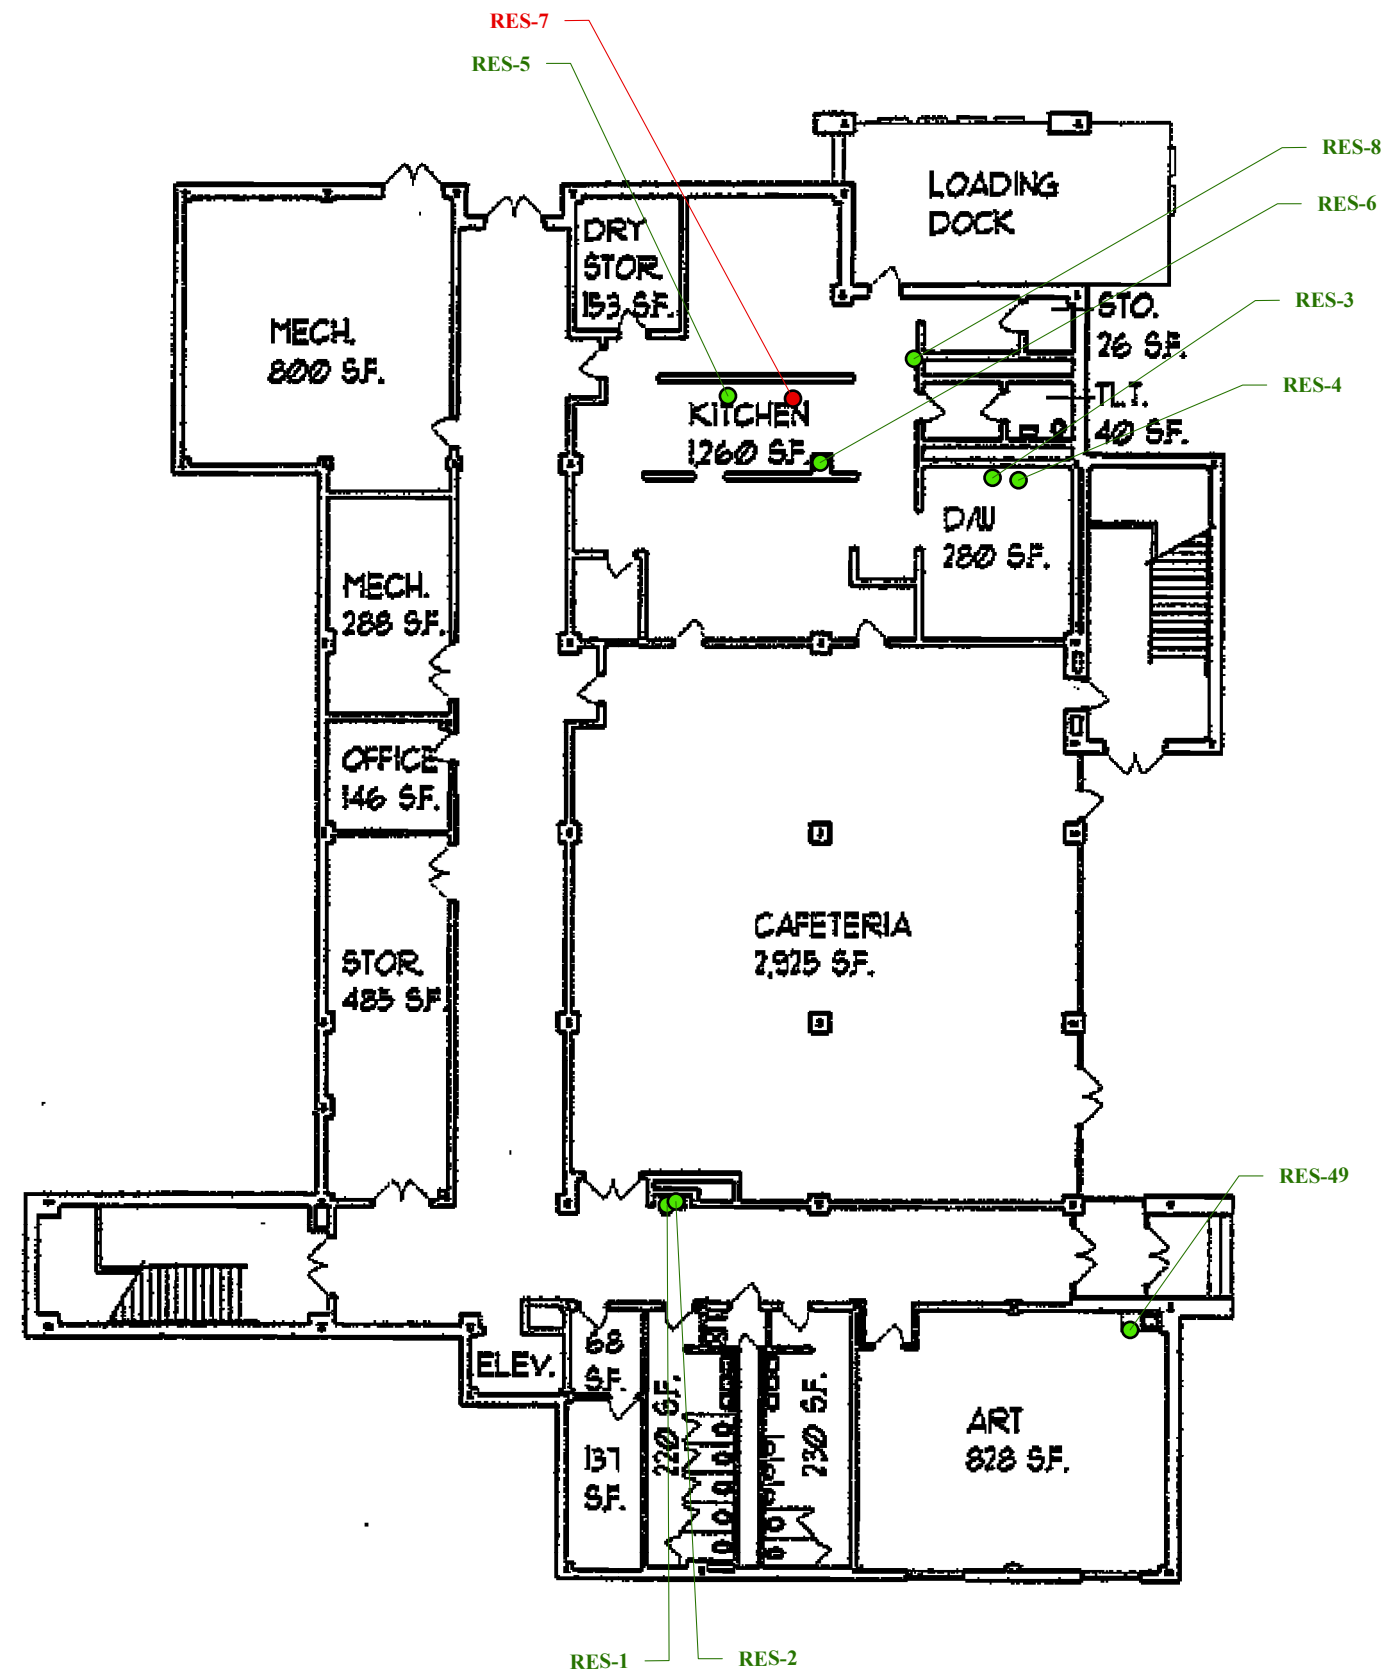 RES-7
RES-5
RES-8
LOADING
DOCK
RES-6
DRY
STOR.
153 S.F.
RES-3
STO.
26 S.F.
MECH.
800 S.F.
RES-4
TLT.
40 S.F.
KITCHEN
1,260 S.F.
D/W
280 S.F.
MECH.
288 S.F.
OFFICE
146 S.F.
CAFETERIA
2,925 S.F.
STOR.
485 S.F.
RES-49
ELEV.
68
S.F.
220 S.F.
230 S.F.
ART
828 S.F.
137
S.F.
RES-1
RES-2